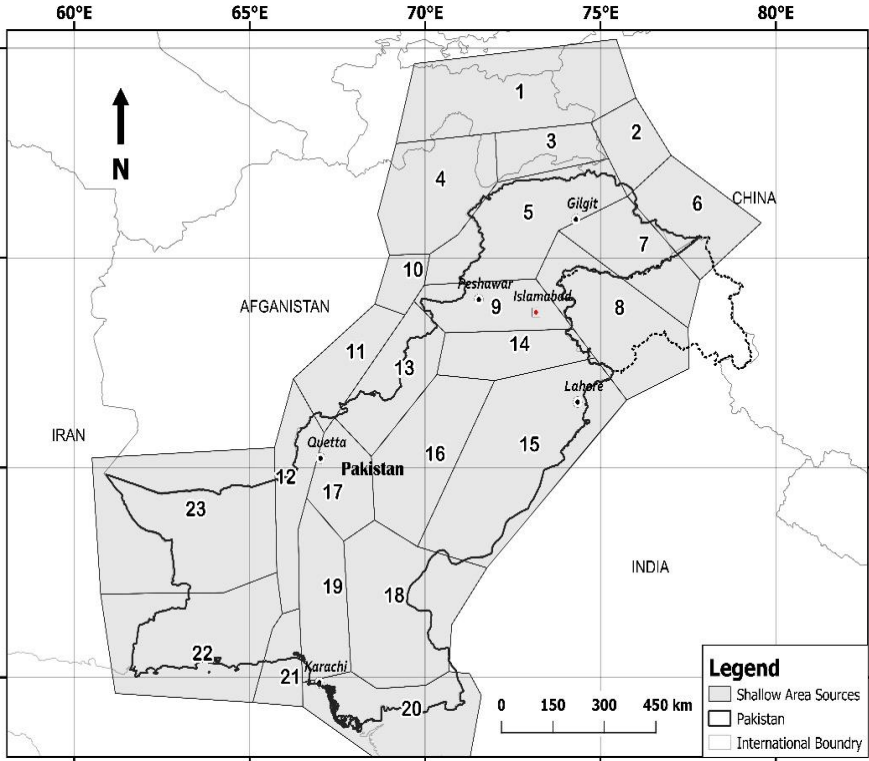 60°E 65°E 70°E 75°E 80°E
N
1
2
3
4
5
Gilgit
6
CHINA
7
10
Peshawar
Islamabad
9
8
AFGANISTAN
11
14
13
Lahore
IRAN
Quetta
Pakistan
16
15
12
17
23
INDIA
19
18
22
Karachi
21
20
0 150 300 450 km
Legend
Shallow Area Sources
Pakistan
International Boundry